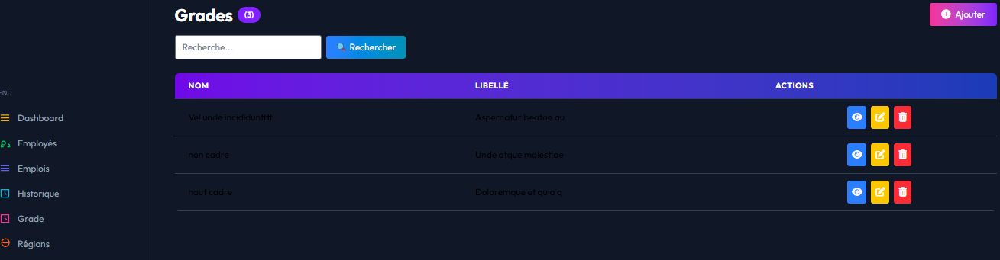 Grades (3)
Ajouter
Recherche...
Rechercher
NOM LIBELLÉ ACTIONS
Vel unde incididuntttt Aspernatur beatae au
non cadre Unde atque molestiae
haut cadre Doloremque et quia q
ENU
Dashboard
Employés
Emplois
Historique
Grade
Régions